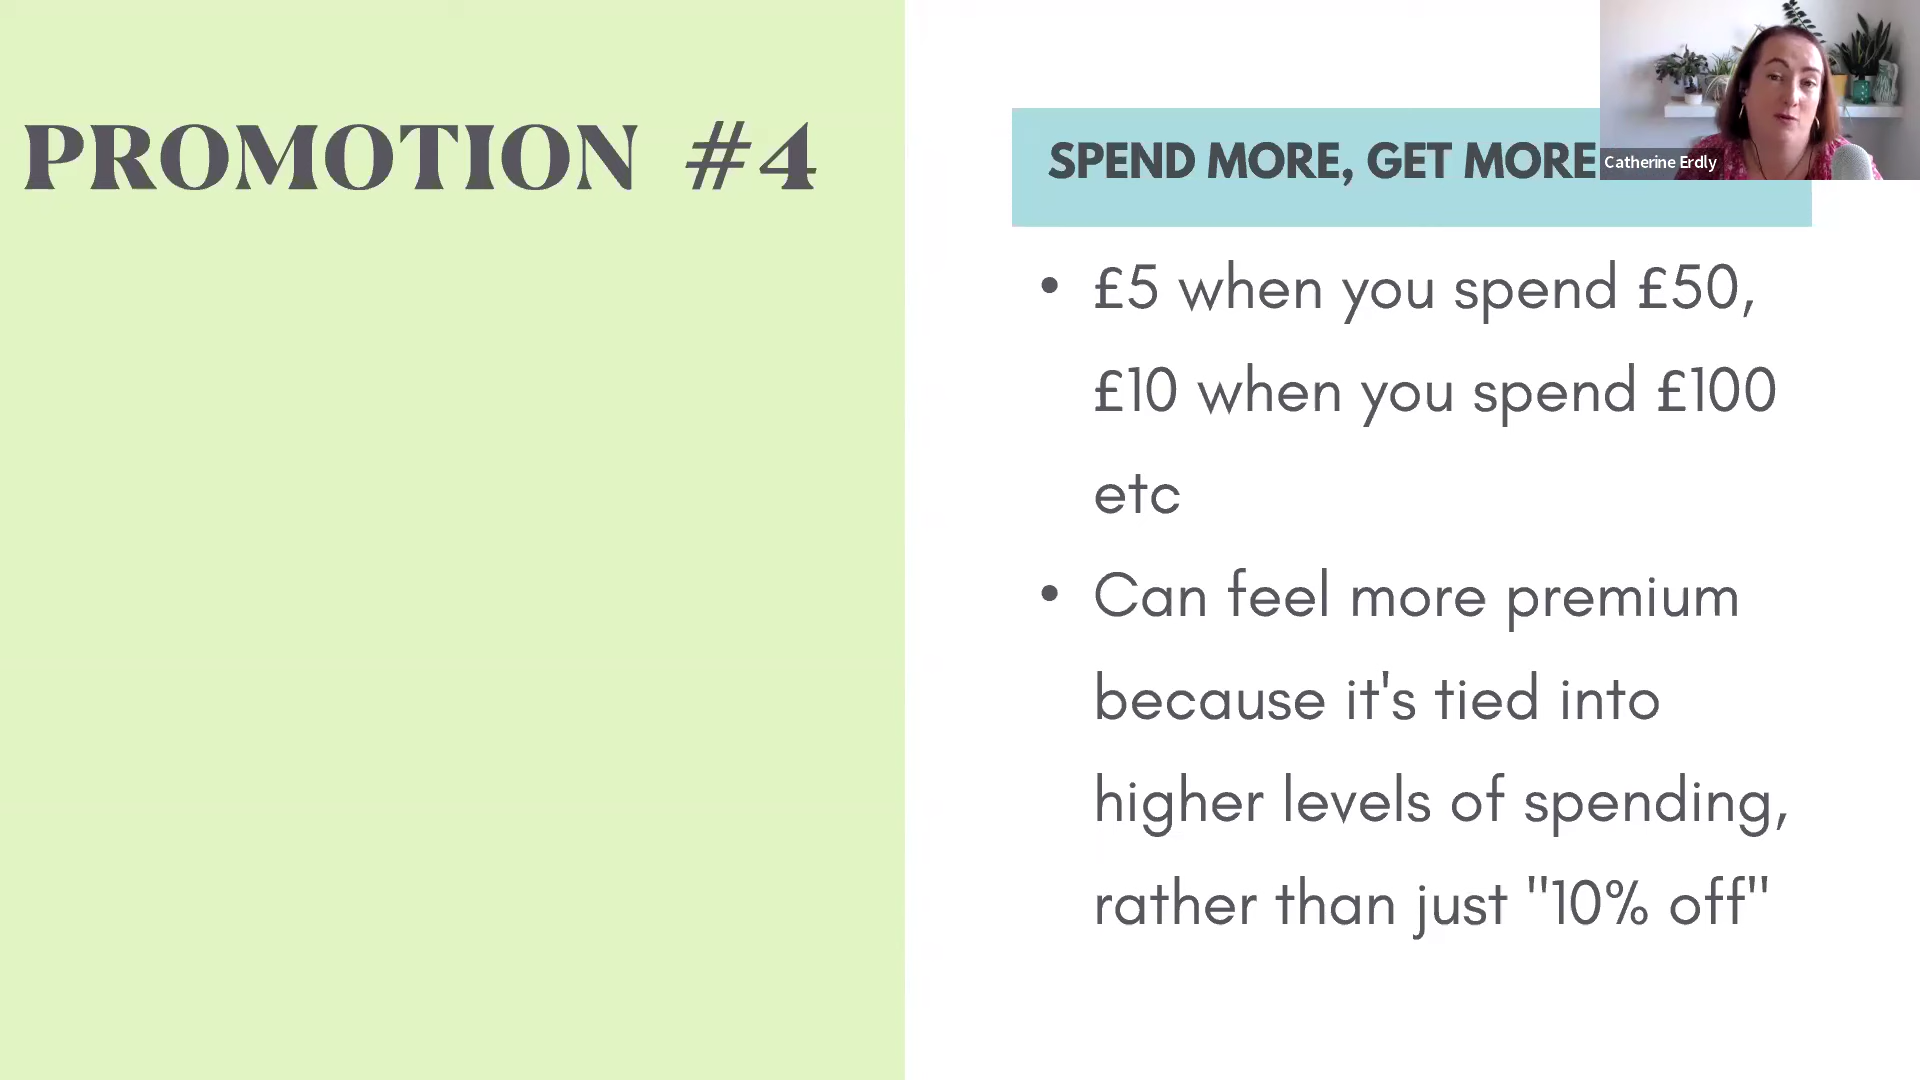 PROMOTION #4
SPEND MORE, GET MORE
Catherine Erdly
• £5 when you spend £50,
£10 when you spend £100
etc
• Can feel more premium
because it's tied into
higher levels of spending,
rather than just "10% off"